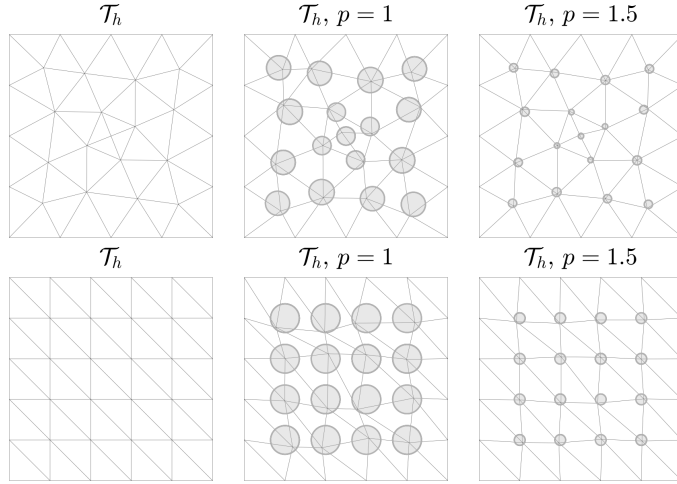 𝒯ₕ
𝒯ₕ, p = 1
𝒯ₕ, p = 1.5
𝒯ₕ
𝒯ₕ, p = 1
𝒯ₕ, p = 1.5